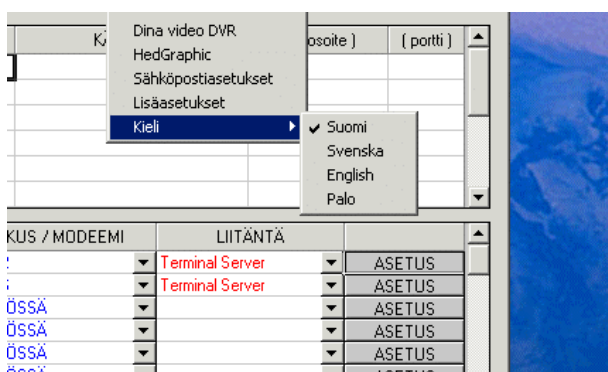 Dina video DVR
HedGraphic
Sähköpostiasetukset
Lisäasetukset
Kieli
Suomi
Svenska
English
Palo
osoite ) ( portti )
KUS / MODEEMI LIITÄNTÄ
Terminal Server ASETUS
Terminal Server ASETUS
ÖSSÄ ASETUS
ÖSSÄ ASETUS
ÖSSÄ ASETUS